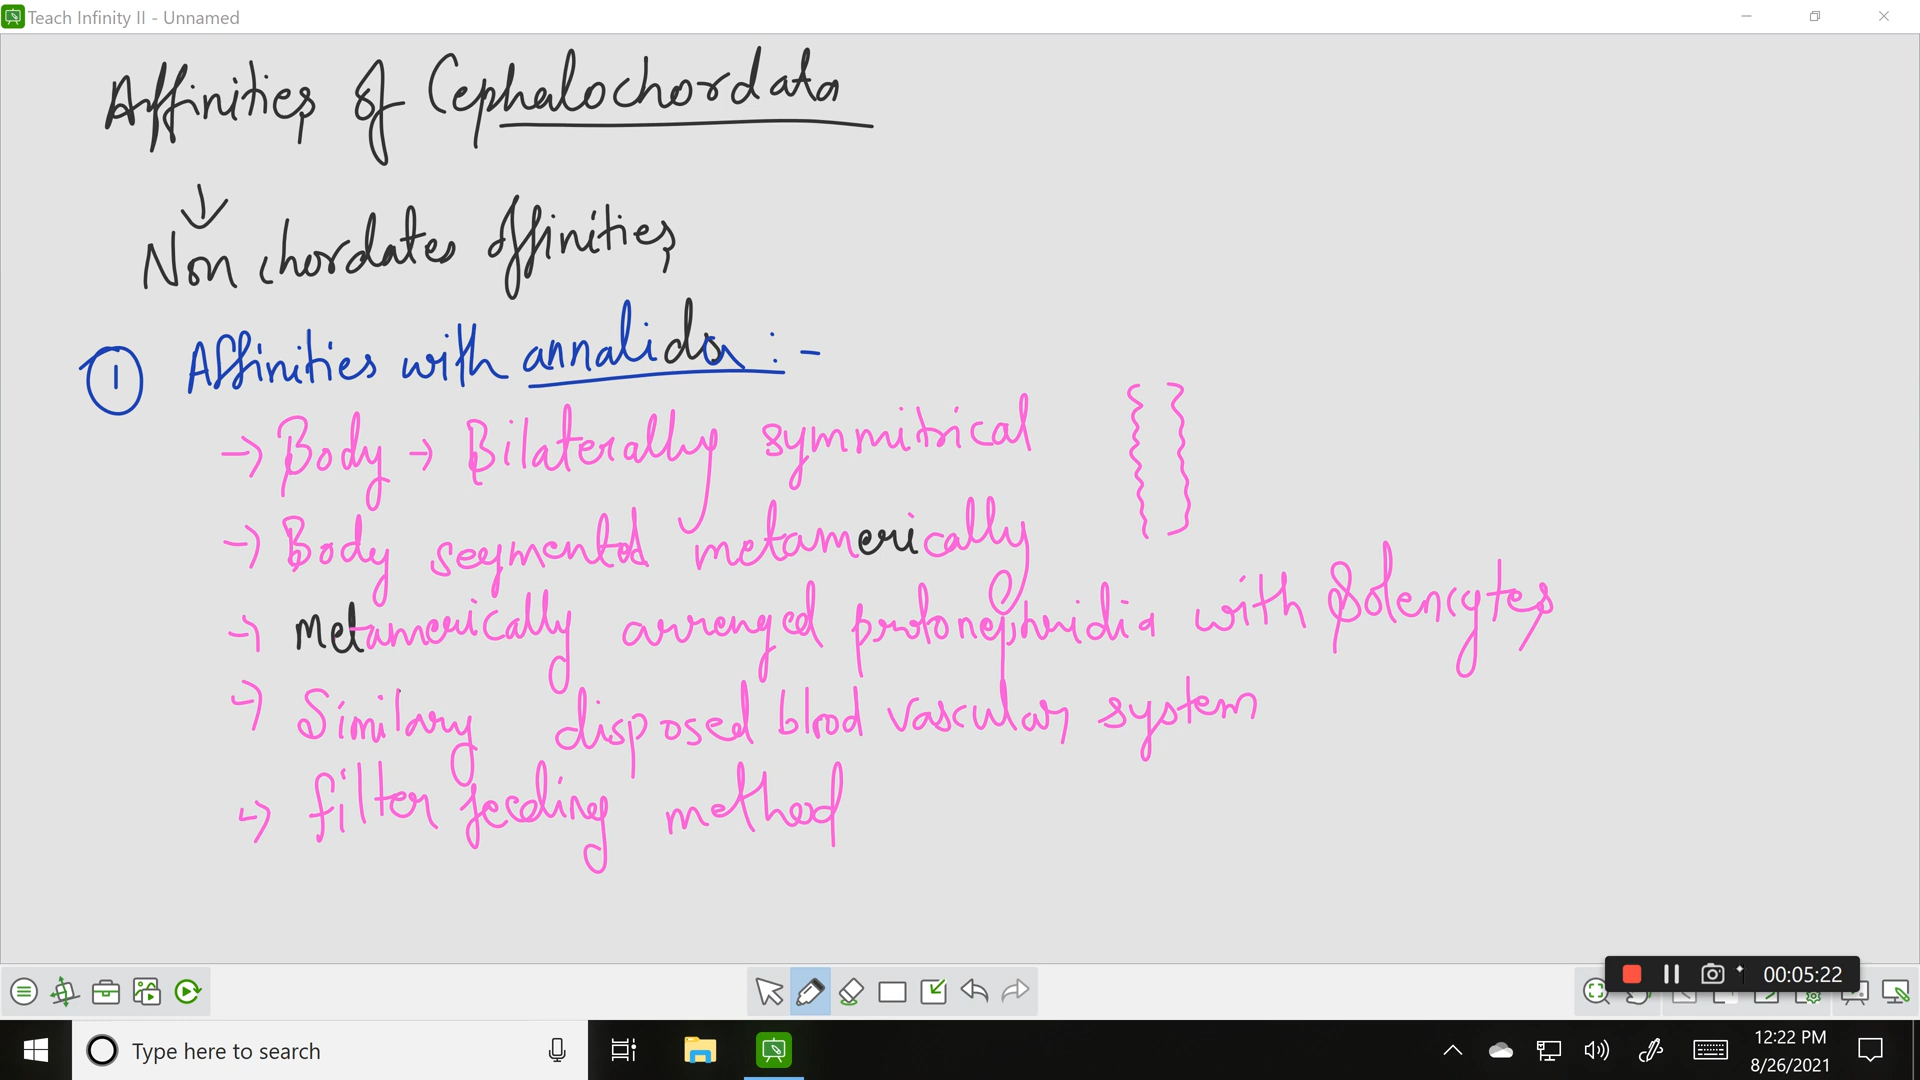 Teach Infinity II - Unnamed
Affinities of Cephalochordata
↓
Non chordates affinities
① Affinities with annalida :-
→ Body → Bilaterally symmitrical
→ Body segmented metamerically
→ metamerically arrenged protonephridia with Solencytes
→ Similary disposed blood vascular system
→ filter feeding method
00:05:22
Type here to search
12:22 PM
8/26/2021